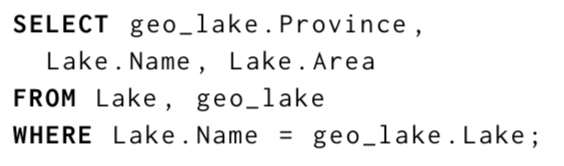 SELECT geo_lake.Province,
Lake.Name, Lake.Area
FROM Lake, geo_lake
WHERE Lake.Name = geo_lake.Lake;